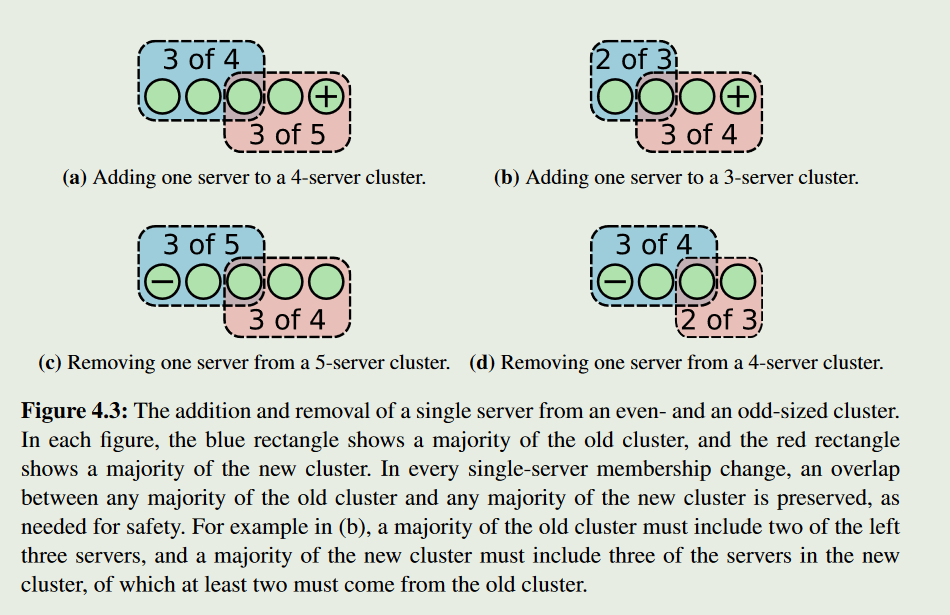 3 of 4
+
3 of 5
(a) Adding one server to a 4-server cluster.
2 of 3
+
3 of 4
(b) Adding one server to a 3-server cluster.
3 of 5
−
3 of 4
(c) Removing one server from a 5-server cluster.
3 of 4
−
2 of 3
(d) Removing one server from a 4-server cluster.
Figure 4.3: The addition and removal of a single server from an even- and an odd-sized cluster.
In each figure, the blue rectangle shows a majority of the old cluster, and the red rectangle
shows a majority of the new cluster. In every single-server membership change, an overlap
between any majority of the old cluster and any majority of the new cluster is preserved, as
needed for safety. For example in (b), a majority of the old cluster must include two of the left
three servers, and a majority of the new cluster must include three of the servers in the new
cluster, of which at least two must come from the old cluster.